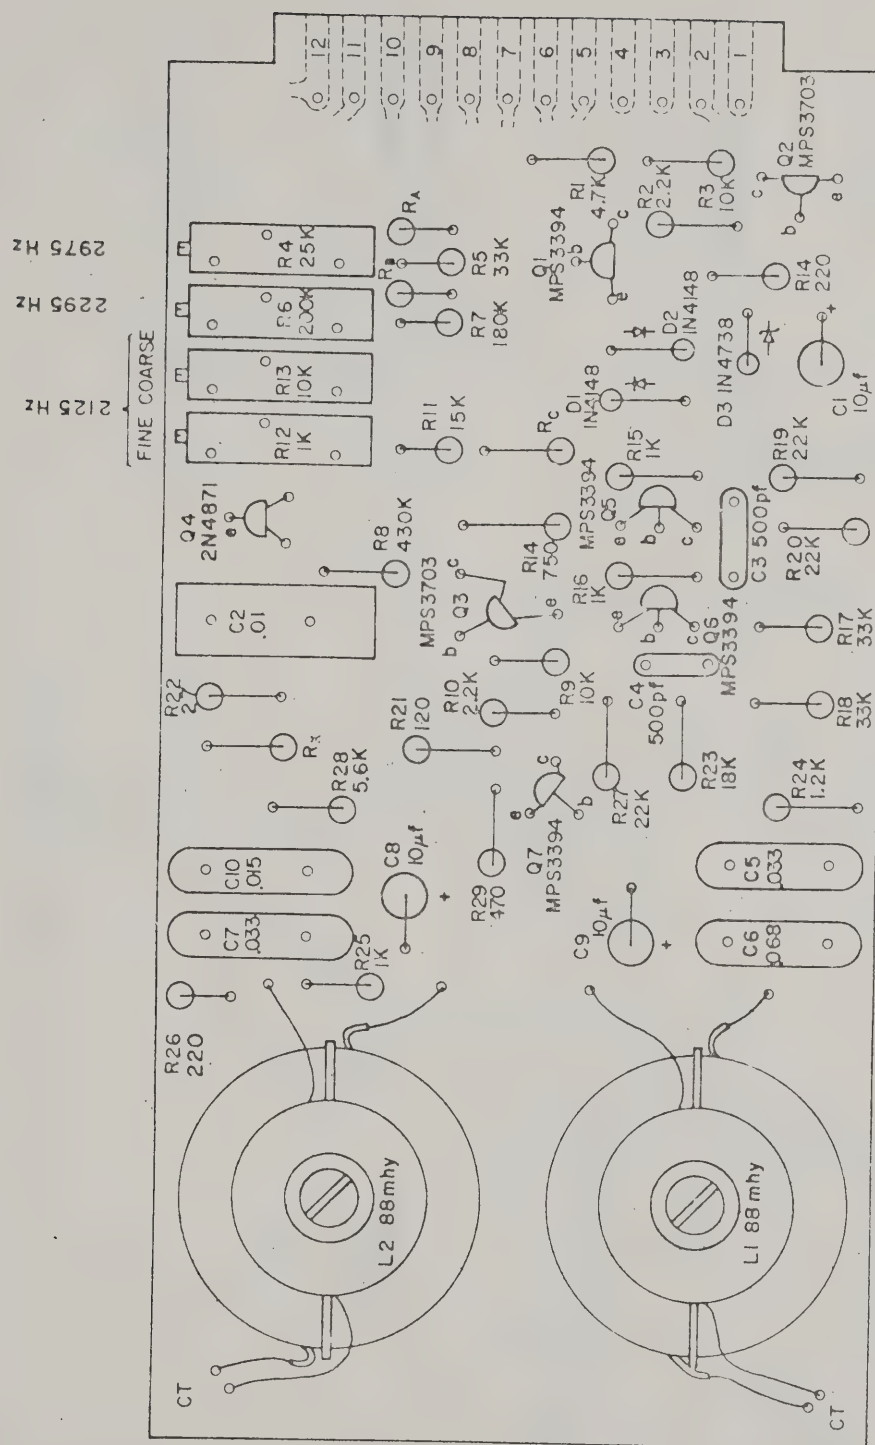 2975 Hz
2295 Hz
2125 Hz
FINE COARSE
12
11
10
9
8
7
6
5
4
3
2
1
R4
25K
R6
200K
R13
10K
R12
1K
RA
R5
33K
R7
180K
R11
15K
RC
Q1
MPS3394
b
c
e
R1
4.7K
R2
2.2K
R3
10K
Q2
MPS3703
c
b
e
R14
220
D2
1N4148
D1
1N4148
D3 1N4738
+
C1
10µf
Q4
2N4871
e
R8
430K
R14
750
MPS3394
Q5
e
b
c
R15
1K
R19
22K
C3 500pf
R20
22K
C2
.01
MPS3703
Q3
c
b
e
R16
1K
e
b
c
Q6
MPS3394
R17
33K
R18
33K
R22
27
RX
R28
5.6K
R21
120
R10
2.2K
R9
10K
C4
500pf
R27
22K
R23
18K
R24
1.2K
Q7
MPS3394
e
c
b
R29
470
C10
.015
C7
.033
C8
10µf
+
C9
10µf
+
C5
.033
C6
.068
R25
1K
R26
220
L2 88mhy
L1 88mhy
CT
CT